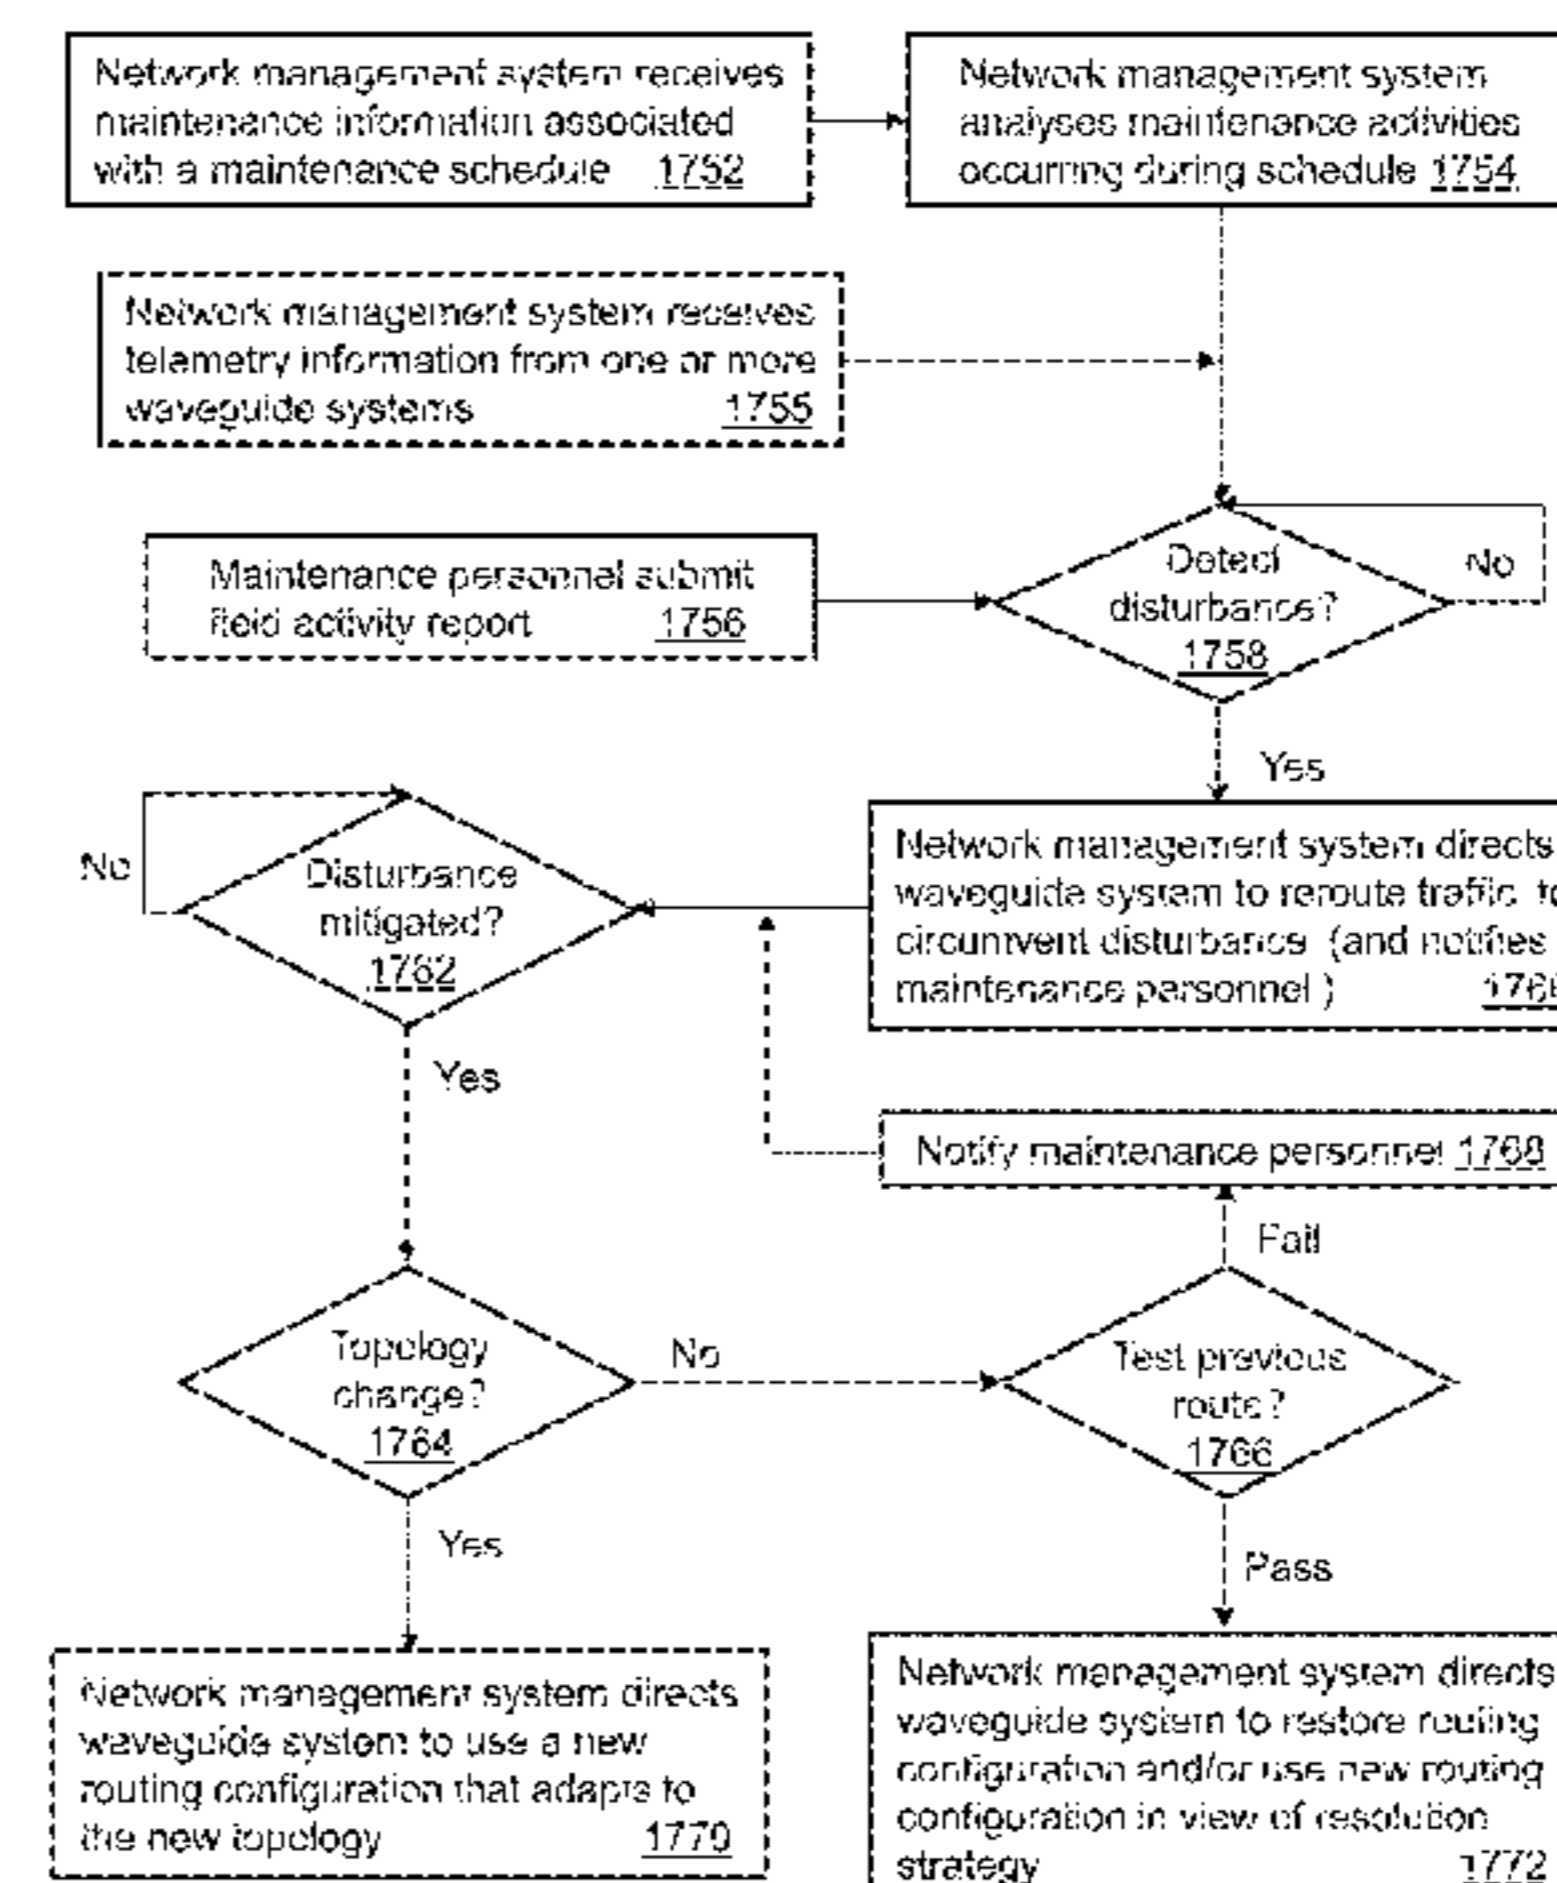 Network management system receives
maintenance information associated
with a maintenance schedule 1752
Network management system
analyses maintenance activities
occurring during schedule 1754
Network management system receives
telemetry information from one or more
waveguide systems 1755
Maintenance personnel submit
field activity report 1756
Detect
disturbance?
1758
No
Yes
Network management system directs
waveguide system to reroute traffic
circumvent disturbance (and notifies
maintenance personnel)
Disturbance
mitigated?
1762
No
Yes
Notify maintenance personnel 1768
Fail
Topology
change?
1764
No
Test previous
route?
1766
Yes
Pass
Network management system directs
waveguide system to use a new
routing configuration that adapts to
the new topology 1770
Network management system directs
waveguide system to restore routing
configuration and/or use new routing
configuration in view of resolution
strategy 1772